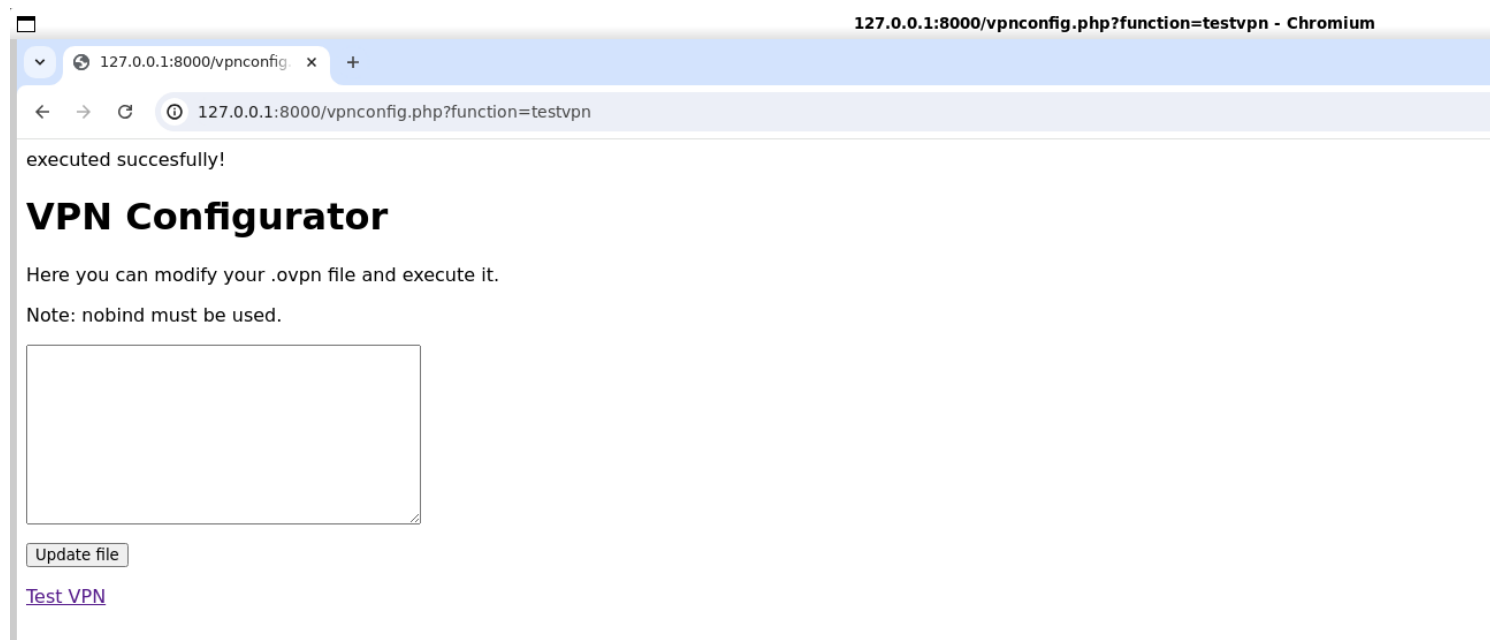 127.0.0.1:8000/vpnconfig.php?function=testvpn - Chromium
127.0.0.1:8000/vpnconfig.
127.0.0.1:8000/vpnconfig.php?function=testvpn
executed succesfully!
VPN Configurator
Here you can modify your .ovpn file and execute it.
Note: nobind must be used.
Update file
Test VPN